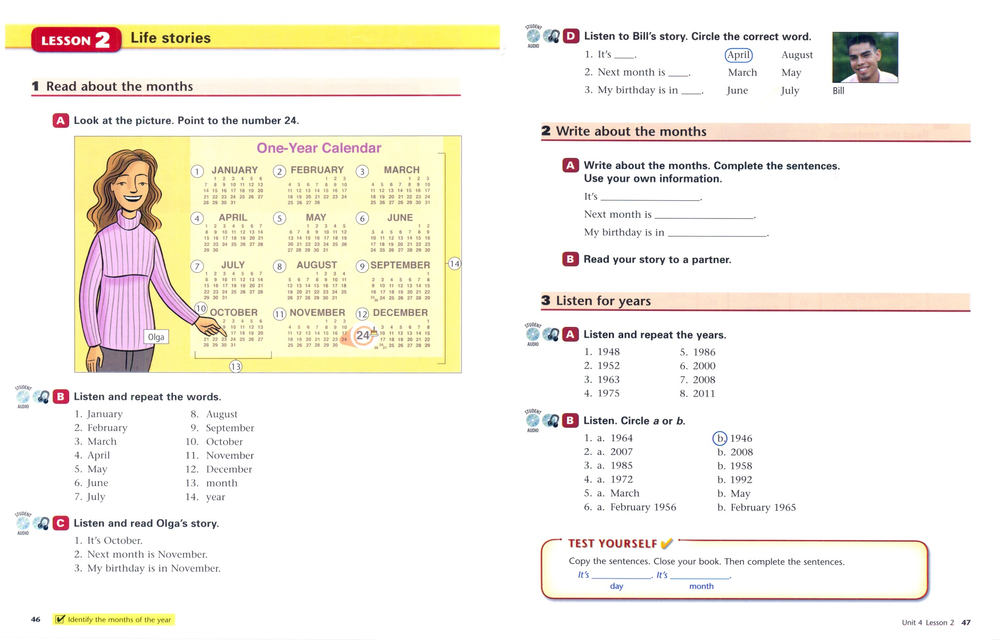 LESSON 2 Life stories
1 Read about the months
A Look at the picture. Point to the number 24.
One-Year Calendar
1 JANUARY 2 FEBRUARY 3 MARCH
1 2 3 4 5 6 1 2 3 1 2 3
7 8 9 10 11 12 13 4 5 6 7 8 9 10 4 5 6 7 8 9 10
14 15 16 17 18 19 20 11 12 13 14 15 16 17 11 12 13 14 15 16 17
21 22 23 24 25 26 27 18 19 20 21 22 23 24 18 19 20 21 22 23 24
28 29 30 31 25 26 27 28 25 26 27 28 29 30 31
4 APRIL 5 MAY 6 JUNE
1 2 3 4 5 6 7 1 2 3 4 5 1 2
8 9 10 11 12 13 14 6 7 8 9 10 11 12 3 4 5 6 7 8 9
15 16 17 18 19 20 21 13 14 15 16 17 18 19 10 11 12 13 14 15 16
22 23 24 25 26 27 28 20 21 22 23 24 25 26 17 18 19 20 21 22 23
29 30 27 28 29 30 31 24 25 26 27 28 29 30
7 JULY 8 AUGUST 9 SEPTEMBER 14
1 2 3 4 5 6 7 1 2 3 4 1
8 9 10 11 12 13 14 5 6 7 8 9 10 11 2 3 4 5 6 7 8
15 16 17 18 19 20 21 12 13 14 15 16 17 18 9 10 11 12 13 14 15
22 23 24 25 26 27 28 19 20 21 22 23 24 25 16 17 18 19 20 21 22
29 30 31 26 27 28 29 30 31 23 30 24 25 26 27 28 29
10 OCTOBER 11 NOVEMBER 12 DECEMBER
2 3 4 5 6 1 2 3 1
9 10 11 12 13 4 5 6 7 8 9 10 3 4 5 6 7 8
17 18 19 20 11 12 13 14 15 16 17 24 10 11 12 13 14 15
21 22 23 24 25 26 27 18 19 20 21 22 23 24 17 18 19 20 21 22
28 29 30 31 25 26 27 28 29 30 30 24 31 25 26 27 28 29
Olga
13
STUDENT AUDIO
B Listen and repeat the words.
1. January
2. February
3. March
4. April
5. May
6. June
7. July
8. August
9. September
10. October
11. November
12. December
13. month
14. year
STUDENT AUDIO
C Listen and read Olga's story.
1. It's October.
2. Next month is November.
3. My birthday is in November.
46 Identify the months of the year
STUDENT AUDIO
D Listen to Bill's story. Circle the correct word.
1. It's ____. April August
2. Next month is ____. March May
3. My birthday is in ____. June July
Bill
2 Write about the months
A Write about the months. Complete the sentences.
Use your own information.
It's ____________________.
Next month is ____________________.
My birthday is in ____________________.
B Read your story to a partner.
3 Listen for years
STUDENT AUDIO
A Listen and repeat the years.
1. 1948 5. 1986
2. 1952 6. 2000
3. 1963 7. 2008
4. 1975 8. 2011
STUDENT AUDIO
B Listen. Circle a or b.
1. a. 1964 b. 1946
2. a. 2007 b. 2008
3. a. 1985 b. 1958
4. a. 1972 b. 1992
5. a. March b. May
6. a. February 1956 b. February 1965
TEST YOURSELF
Copy the sentences. Close your book. Then complete the sentences.
It's ____________. It's ____________.
day month
Unit 4 Lesson 2 47